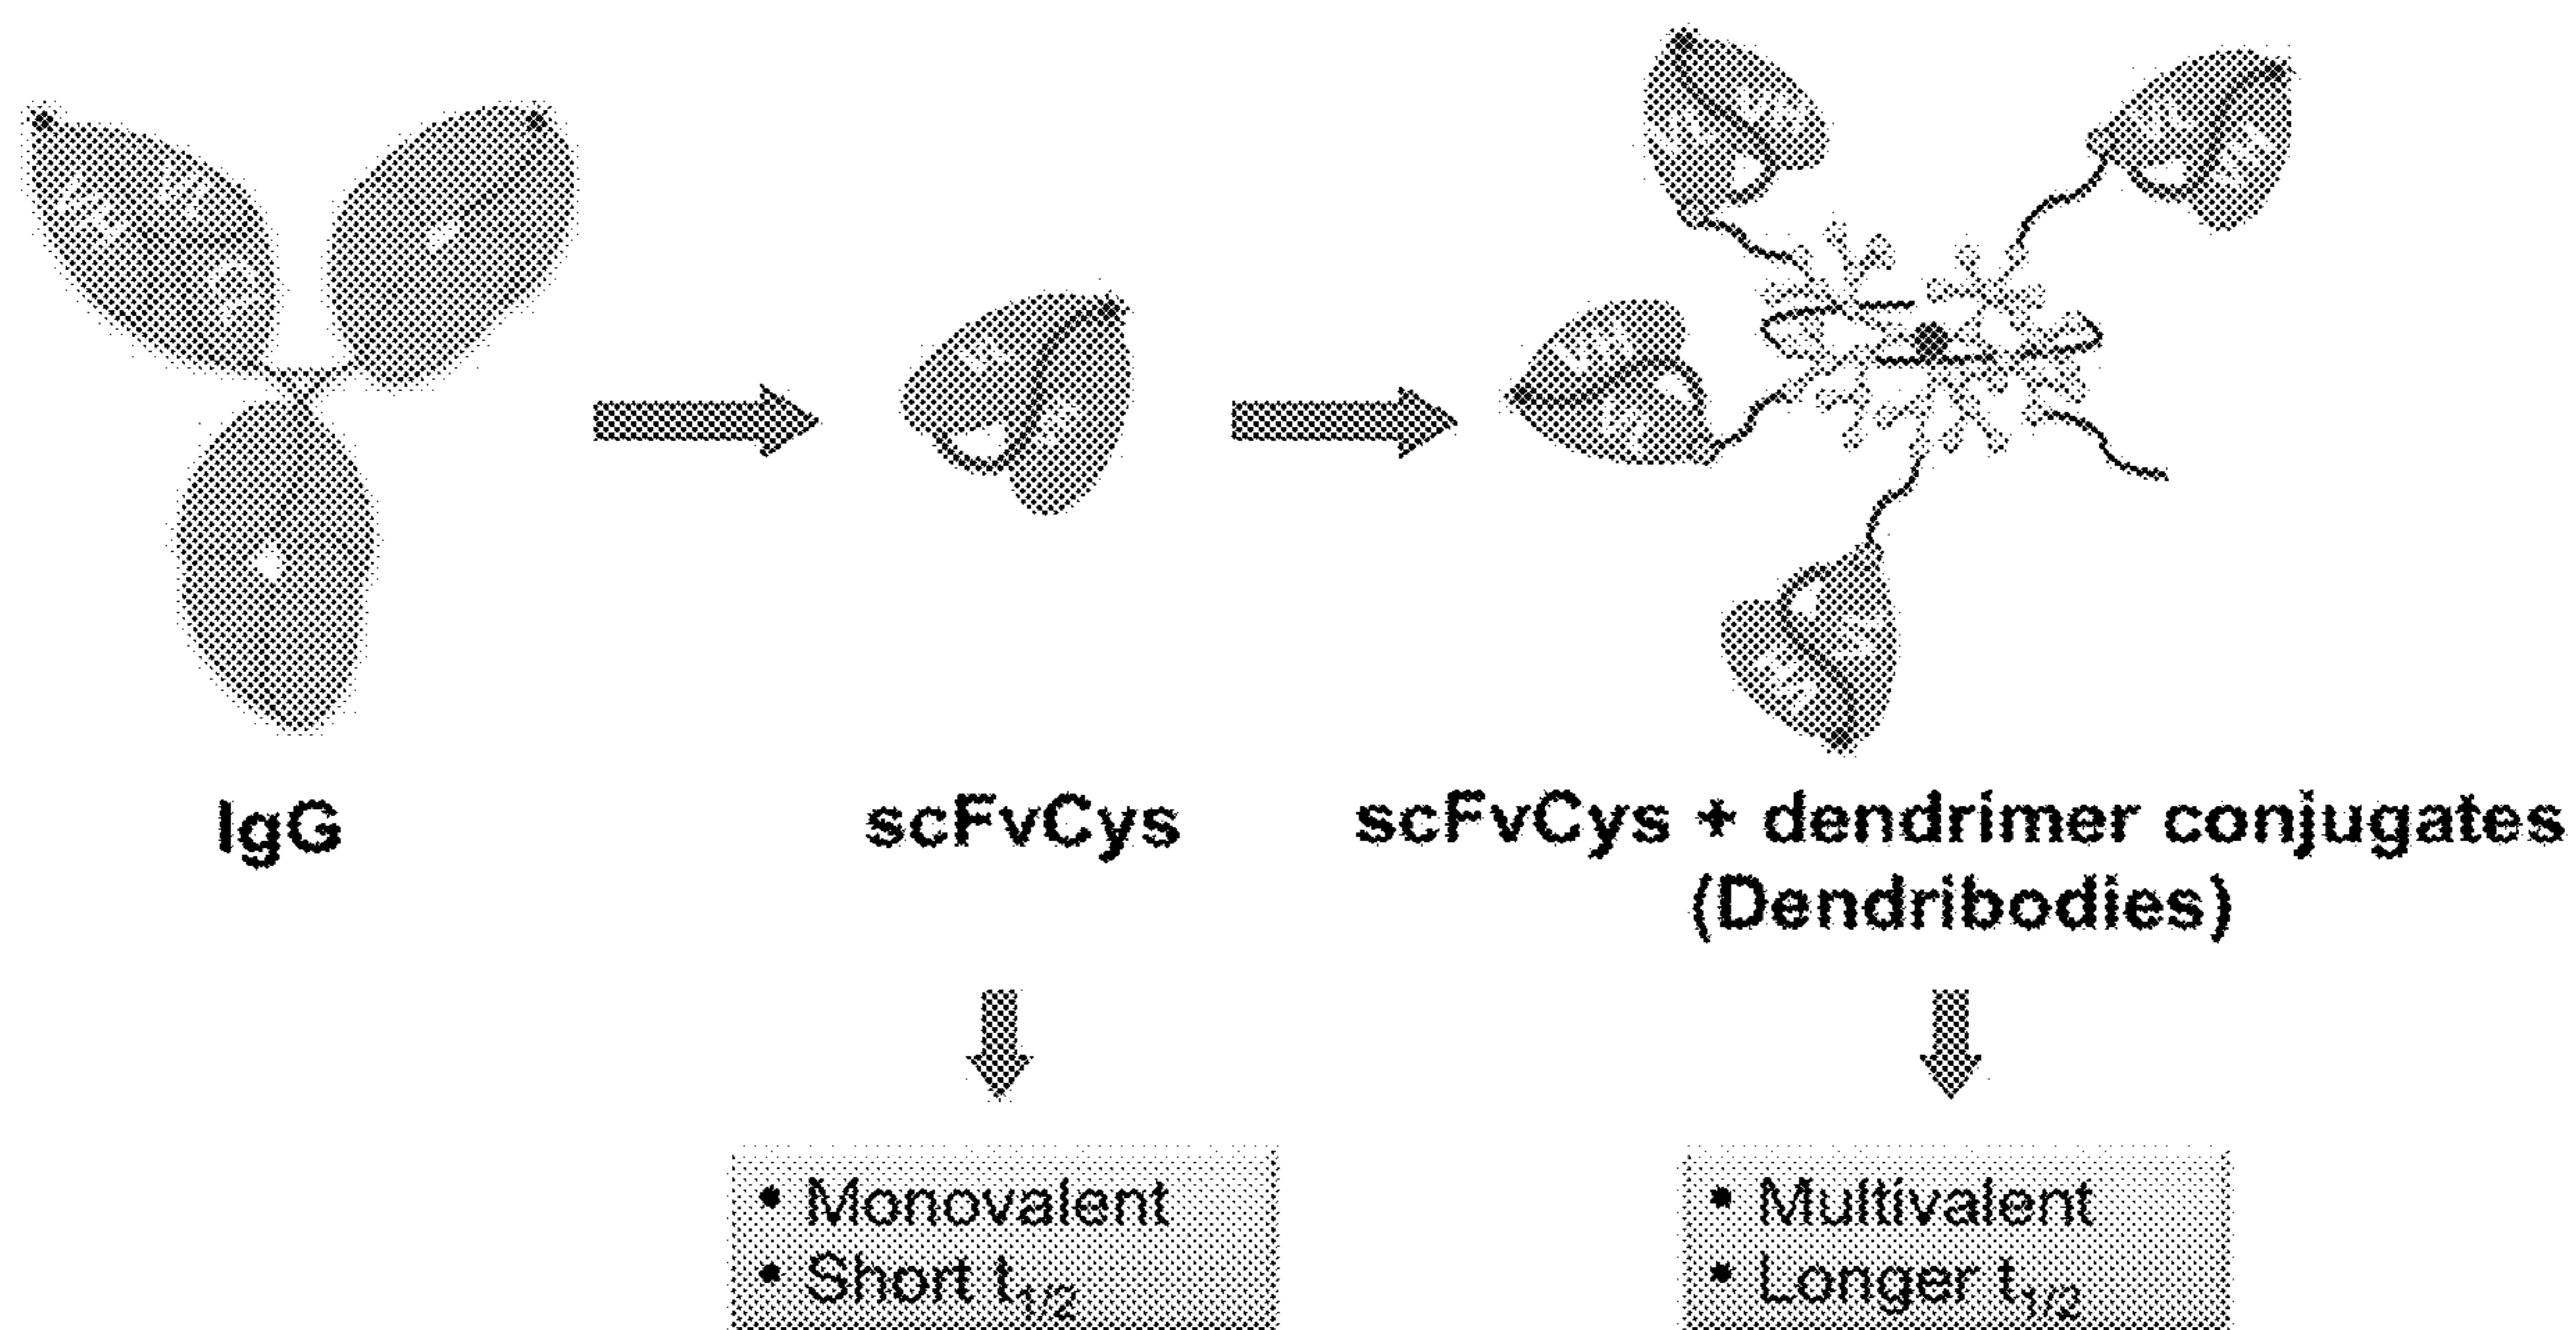 IgG
scFvCys
scFvCys + dendrimer conjugates
(Dendribodies)
• Monovalent
• Short t1/2
• Multivalent
• Longer t1/2